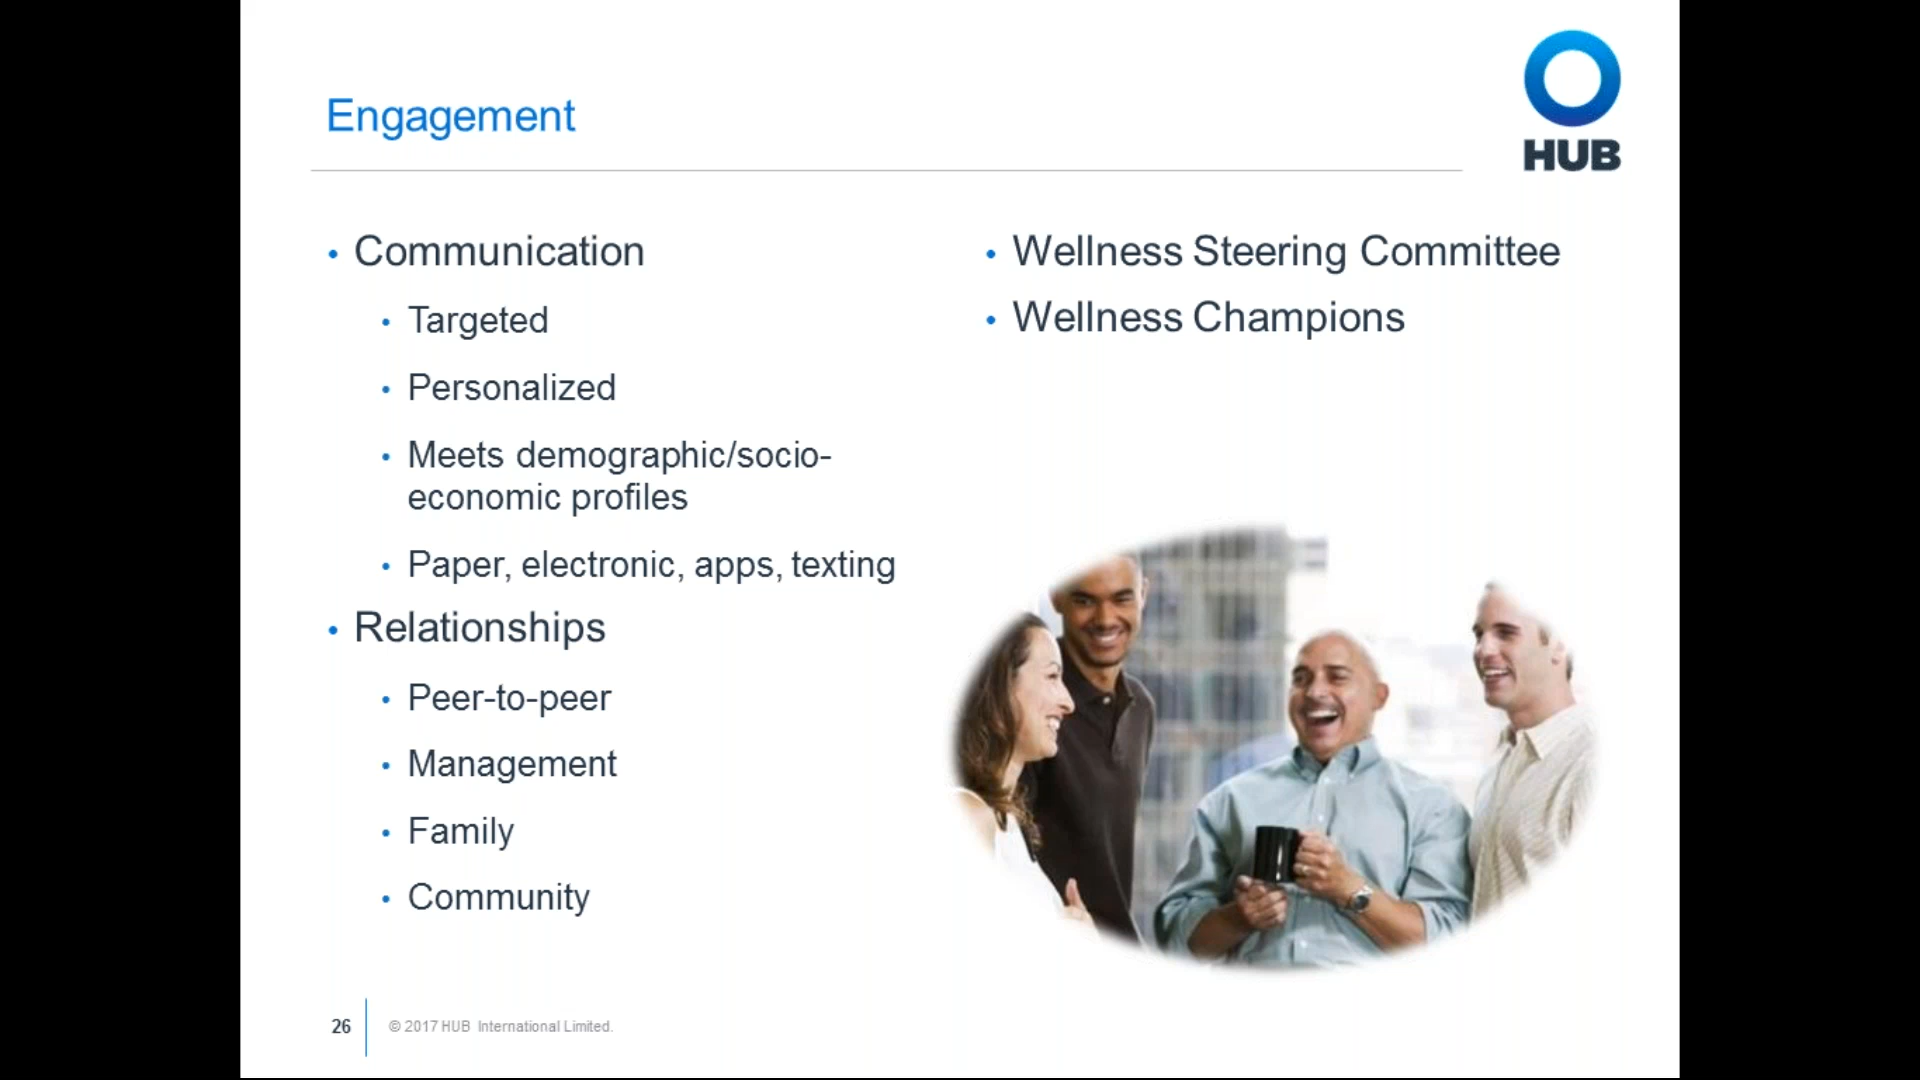 Engagement
HUB
• Communication
• Targeted
• Personalized
• Meets demographic/socio-
economic profiles
• Paper, electronic, apps, texting
• Relationships
• Peer-to-peer
• Management
• Family
• Community
• Wellness Steering Committee
• Wellness Champions
26
© 2017 HUB International Limited.